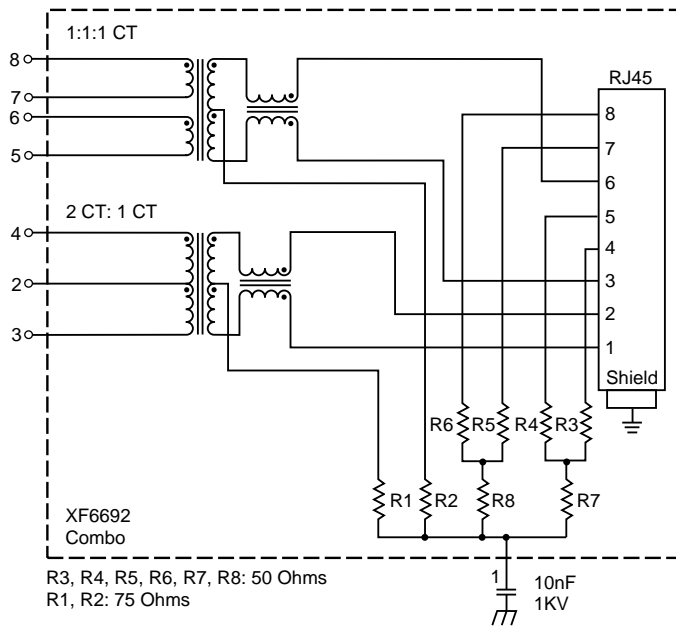 1:1:1 CT
8
7
6
5
2 CT: 1 CT
4
2
3
RJ45
8
7
6
5
4
3
2
1
Shield
R6 R5 R4 R3
R1 R2 R8 R7
XF6692
Combo
R3, R4, R5, R6, R7, R8: 50 Ohms
R1, R2: 75 Ohms
1
10nF
1KV